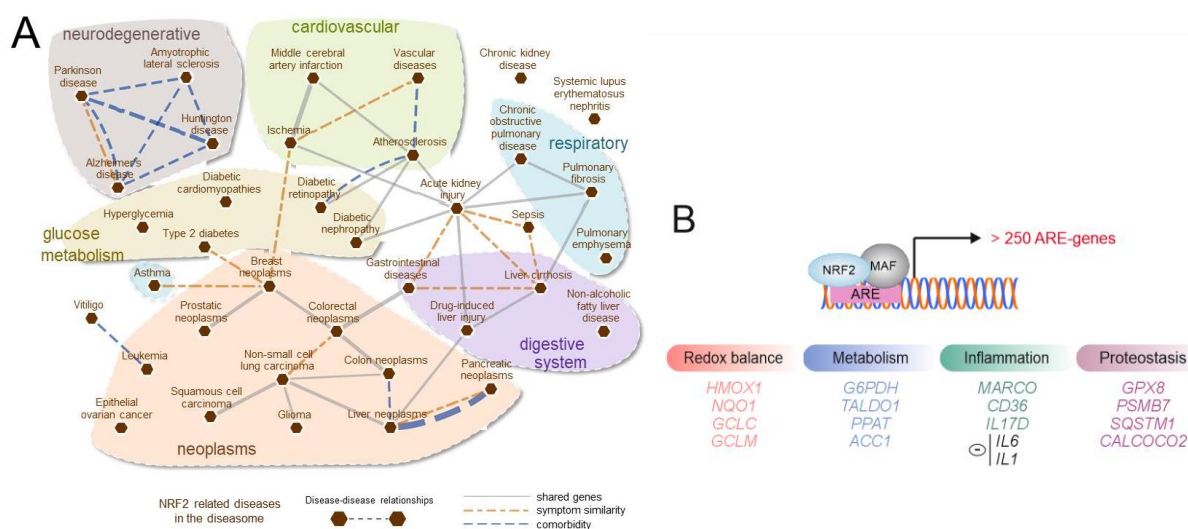 A
neurodegenerative
Amyotrophic
lateral sclerosis
Parkinson
disease
Huntington
disease
Alzheimer's
disease
cardiovascular
Middle cerebral
artery infarction
Vascular
diseases
Ischemia
Atherosclerosis
Chronic kidney
disease
Systemic lupus
erythematosus
nephritis
Chronic
obstructive
pulmonary
disease
respiratory
Pulmonary
fibrosis
Pulmonary
emphysema
Acute kidney
injury
Sepsis
Diabetic
cardiomyopathies
Diabetic
retinopathy
Hyperglycemia
Diabetic
nephropathy
glucose
metabolism
Type 2 diabetes
Asthma
Breast
neoplasms
Gastrointestinal
diseases
Liver cirrhosis
Drug-induced
liver injury
Non-alcoholic
fatty liver
disease
digestive
system
Vitiligo
Leukemia
Prostatic
neoplasms
Colorectal
neoplasms
Non-small cell
lung carcinoma
Colon neoplasms
Pancreatic
neoplasms
Squamous cell
carcinoma
Epithelial
ovarian cancer
Glioma
Liver neoplasms
neoplasms
NRF2 related diseases
in the diseasome
Disease-disease relationships
shared genes
symptom similarity
comorbidity
B
NRF2
MAF
ARE
> 250 ARE-genes
Redox balance
HMOX1
NQO1
GCLC
GCLM
Metabolism
G6PDH
TALDO1
PPAT
ACC1
Inflammation
MARCO
CD36
IL17D
IL6
IL1
Proteostasis
GPX8
PSMB7
SQSTM1
CALCOCO2